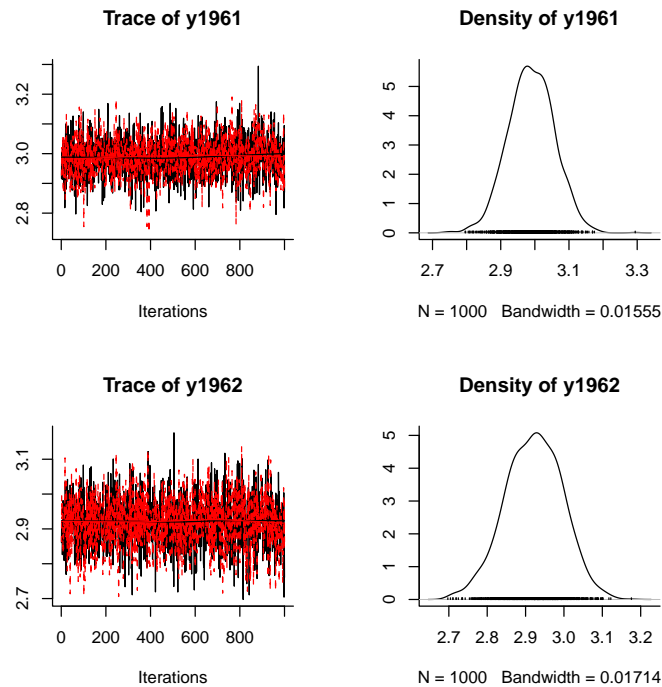 Trace of y1961
Density of y1961
3.2
3.0
2.8
0 200 400 600 800
Iterations
5
4
3
2
1
0
2.7 2.9 3.1 3.3
N = 1000 Bandwidth = 0.01555
Trace of y1962
Density of y1962
3.1
2.9
2.7
0 200 400 600 800
Iterations
5
4
3
2
1
0
2.7 2.8 2.9 3.0 3.1 3.2
N = 1000 Bandwidth = 0.01714